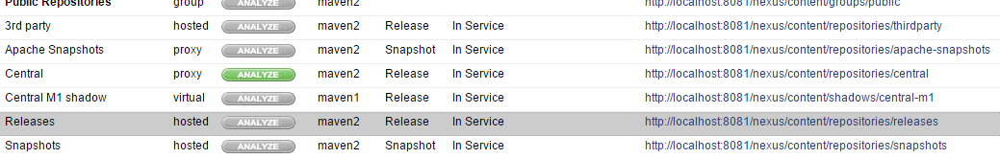 Public Repositories group ANALYZE maven2 http://localhost:8081/nexus/content/groups/public
3rd party hosted ANALYZE maven2 Release In Service http://localhost:8081/nexus/content/repositories/thirdparty
Apache Snapshots proxy ANALYZE maven2 Snapshot In Service http://localhost:8081/nexus/content/repositories/apache-snapshots
Central proxy ANALYZE maven2 Release In Service http://localhost:8081/nexus/content/repositories/central
Central M1 shadow virtual ANALYZE maven1 Release In Service http://localhost:8081/nexus/content/shadows/central-m1
Releases hosted ANALYZE maven2 Release In Service http://localhost:8081/nexus/content/repositories/releases
Snapshots hosted ANALYZE maven2 Snapshot In Service http://localhost:8081/nexus/content/repositories/snapshots